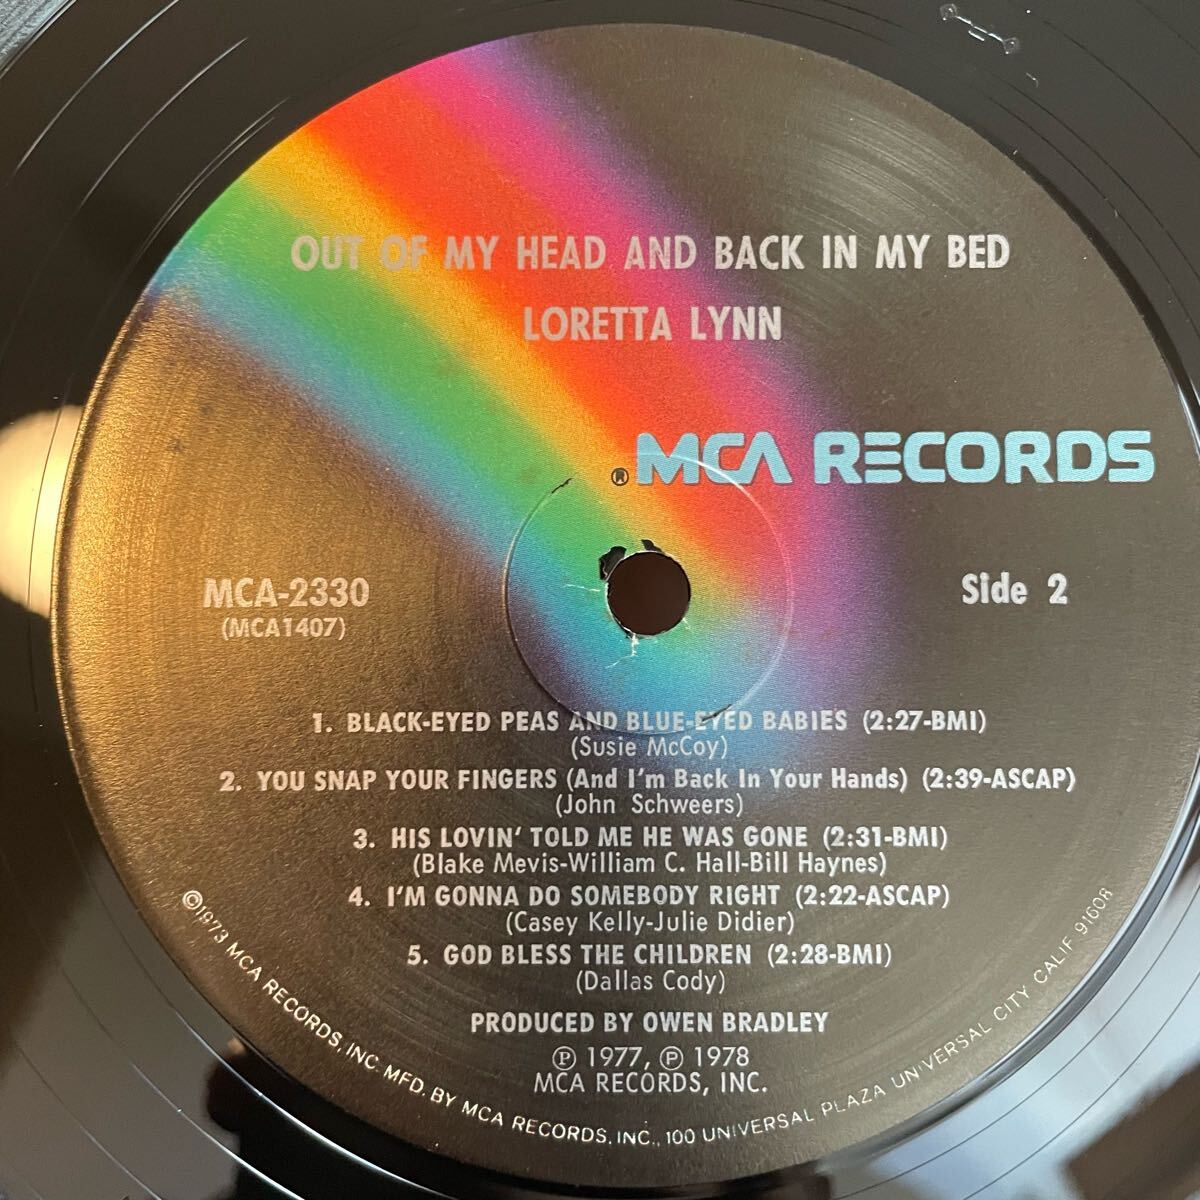 OUT OF MY HEAD AND BACK IN MY BED
LORETTA LYNN
® MCA RECORDS
MCA-2330
(MCA1407)
Side 2
1. BLACK-EYED PEAS AND BLUE-EYED BABIES (2:27-BMI)
(Susie McCoy)
2. YOU SNAP YOUR FINGERS (And I'm Back In Your Hands) (2:39-ASCAP)
(John Schweers)
3. HIS LOVIN' TOLD ME HE WAS GONE (2:31-BMI)
(Blake Mevis-William C. Hall-Bill Haynes)
4. I'M GONNA DO SOMEBODY RIGHT (2:22-ASCAP)
(Casey Kelly-Julie Didier)
5. GOD BLESS THE CHILDREN (2:28-BMI)
(Dallas Cody)
PRODUCED BY OWEN BRADLEY
℗ 1977, ℗ 1978
MCA RECORDS, INC.
©1973 MCA RECORDS, INC. MFD. BY MCA RECORDS, INC., 100 UNIVERSAL PLAZA UNIVERSAL CITY CALIF 91608